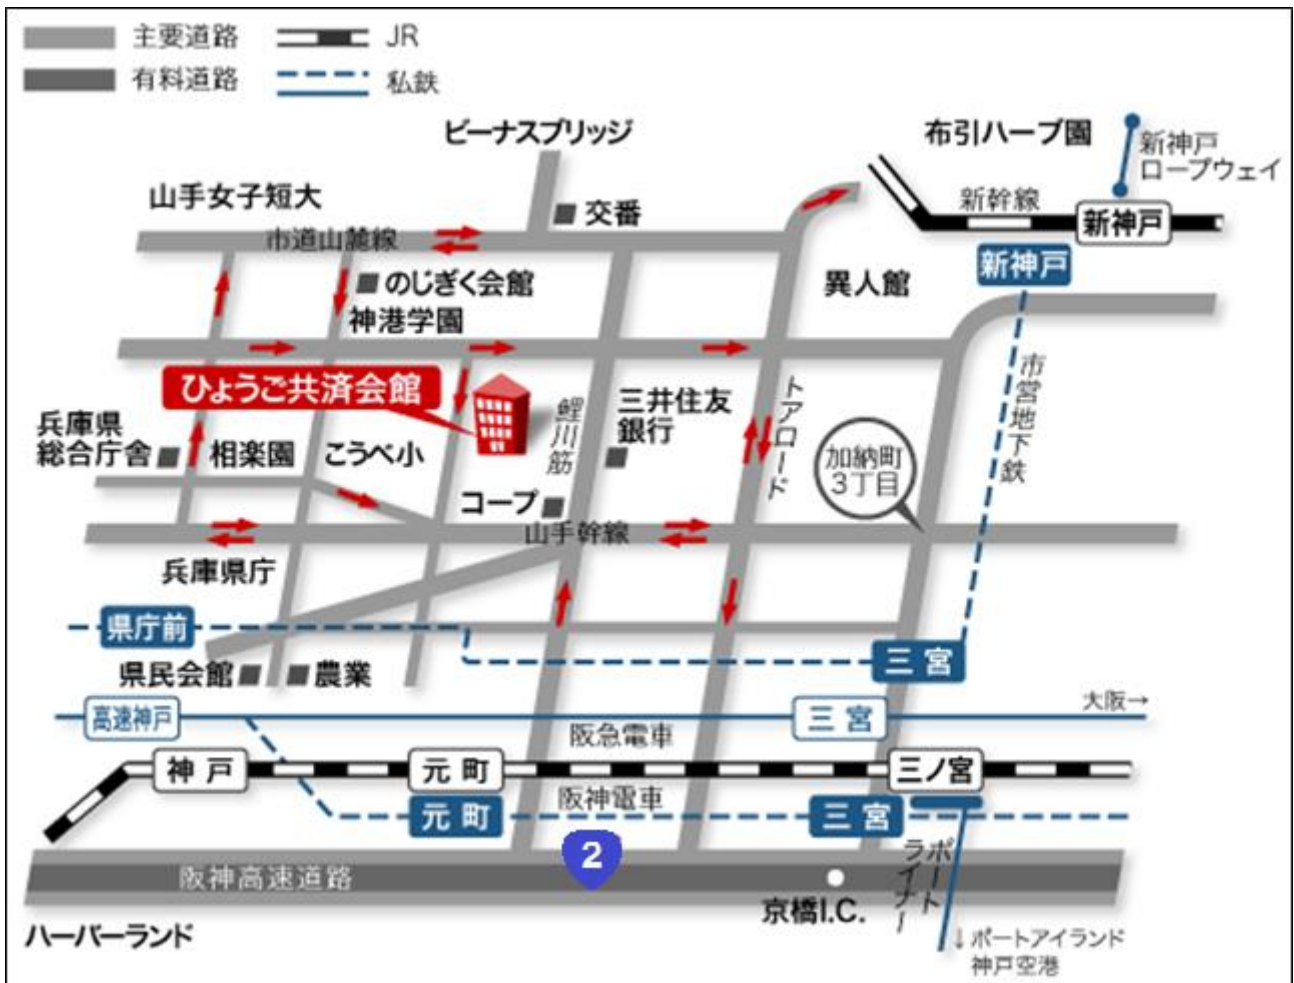 主要道路
JR
有料道路
私鉄
ビーナスブリッジ
布引ハーブ園
新神戸
ロープウェイ
山手女子短大
交番
新幹線
新神戸
市道山麓線
新神戸
のじぎく会館
異人館
神港学園
ひょうご共済会館
市営地下鉄
トアロード
鯉川筋
三井住友
銀行
兵庫県
総合庁舎
相楽園
こうべ小
加納町
3丁目
コープ
山手幹線
兵庫県庁
県庁前
三宮
県民会館
農業
大阪→
高速神戸
三宮
阪急電車
神戸
元町
三ノ宮
阪神電車
元町
三宮
2
ポート
ライナー
阪神高速道路
京橋I.C.
ハーバーランド
↓ポートアイランド
神戸空港